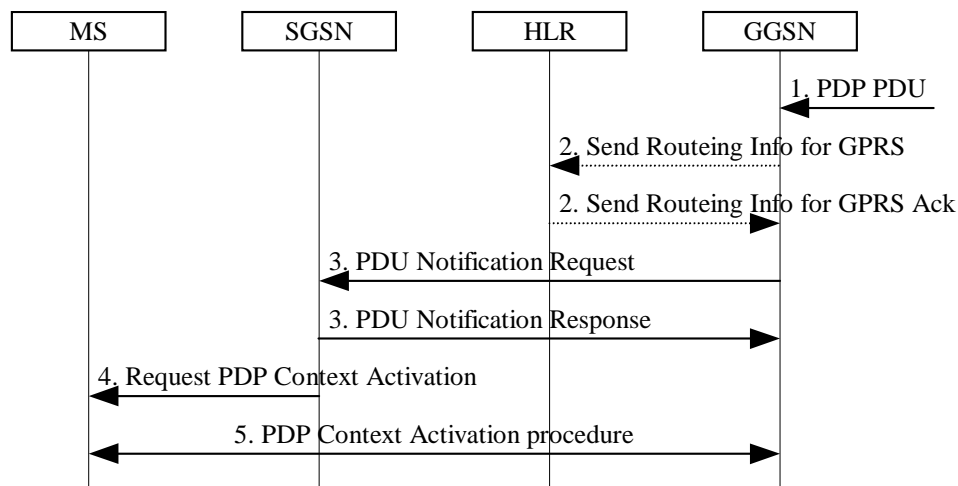 MS
SGSN
HLR
GGSN
1. PDP PDU
2. Send Routeing Info for GPRS
2. Send Routeing Info for GPRS Ack
3. PDU Notification Request
3. PDU Notification Response
4. Request PDP Context Activation
5. PDP Context Activation procedure